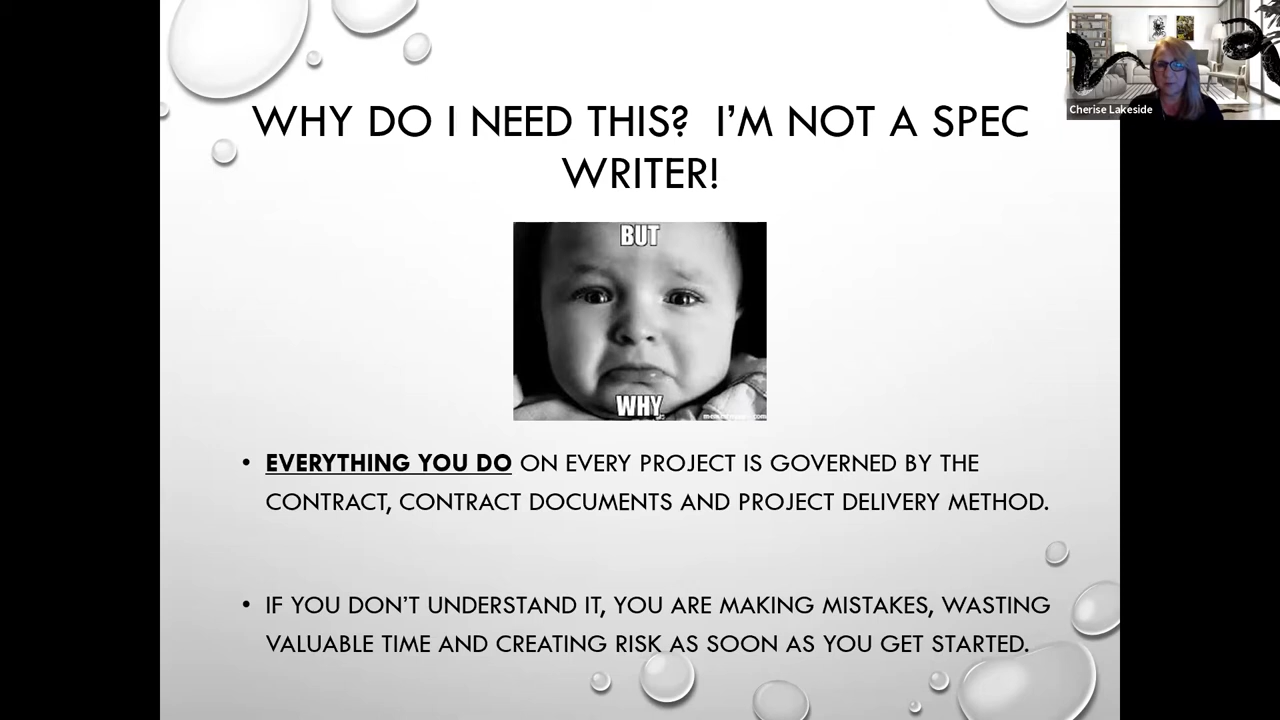 Cherise Lakeside
WHY DO I NEED THIS? I'M NOT A SPEC
WRITER!
BUT
WHY
• EVERYTHING YOU DO ON EVERY PROJECT IS GOVERNED BY THE
CONTRACT, CONTRACT DOCUMENTS AND PROJECT DELIVERY METHOD.
• IF YOU DON'T UNDERSTAND IT, YOU ARE MAKING MISTAKES, WASTING
VALUABLE TIME AND CREATING RISK AS SOON AS YOU GET STARTED.